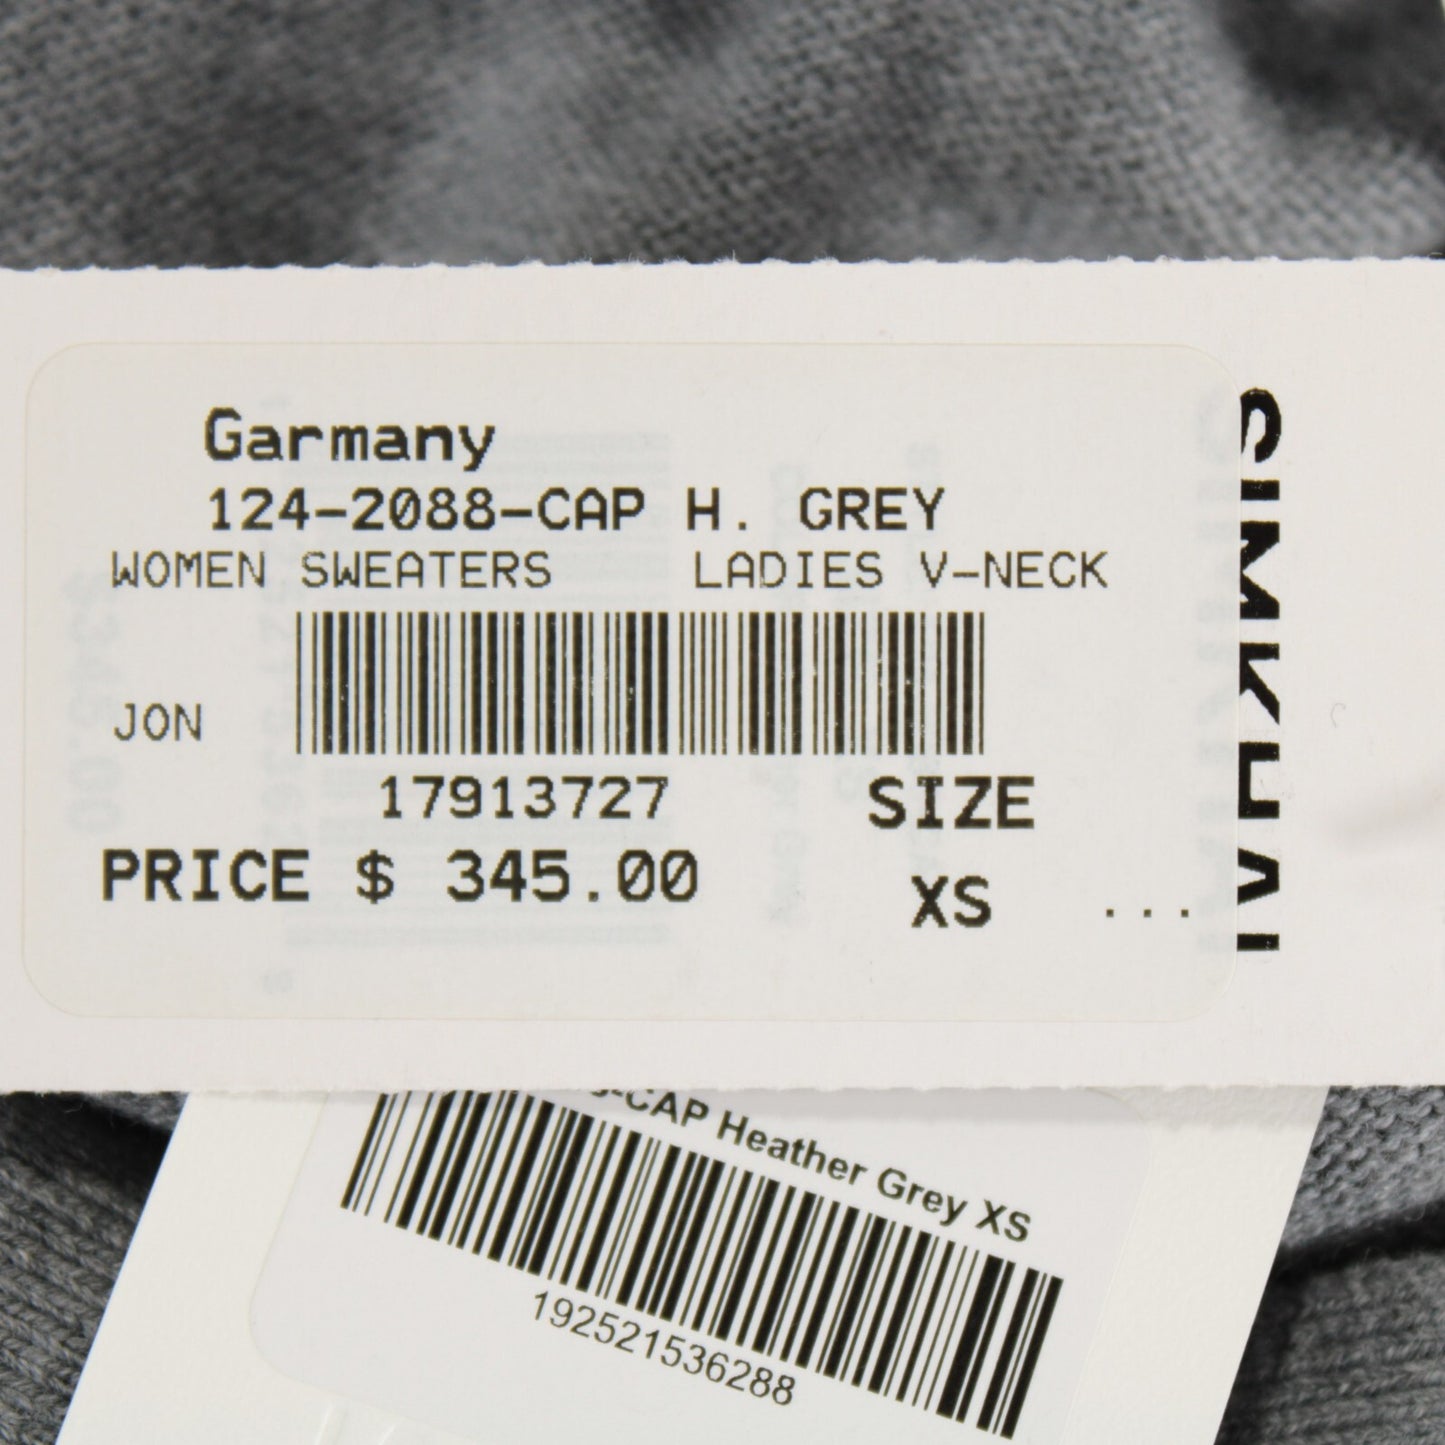 Garmany
124-2088-CAP H. GREY
WOMEN SWEATERS LADIES V-NECK
JON
17913727 SIZE
PRICE $ 345.00 XS ...
SIMKHAI
-CAP Heather Grey XS
192521536288